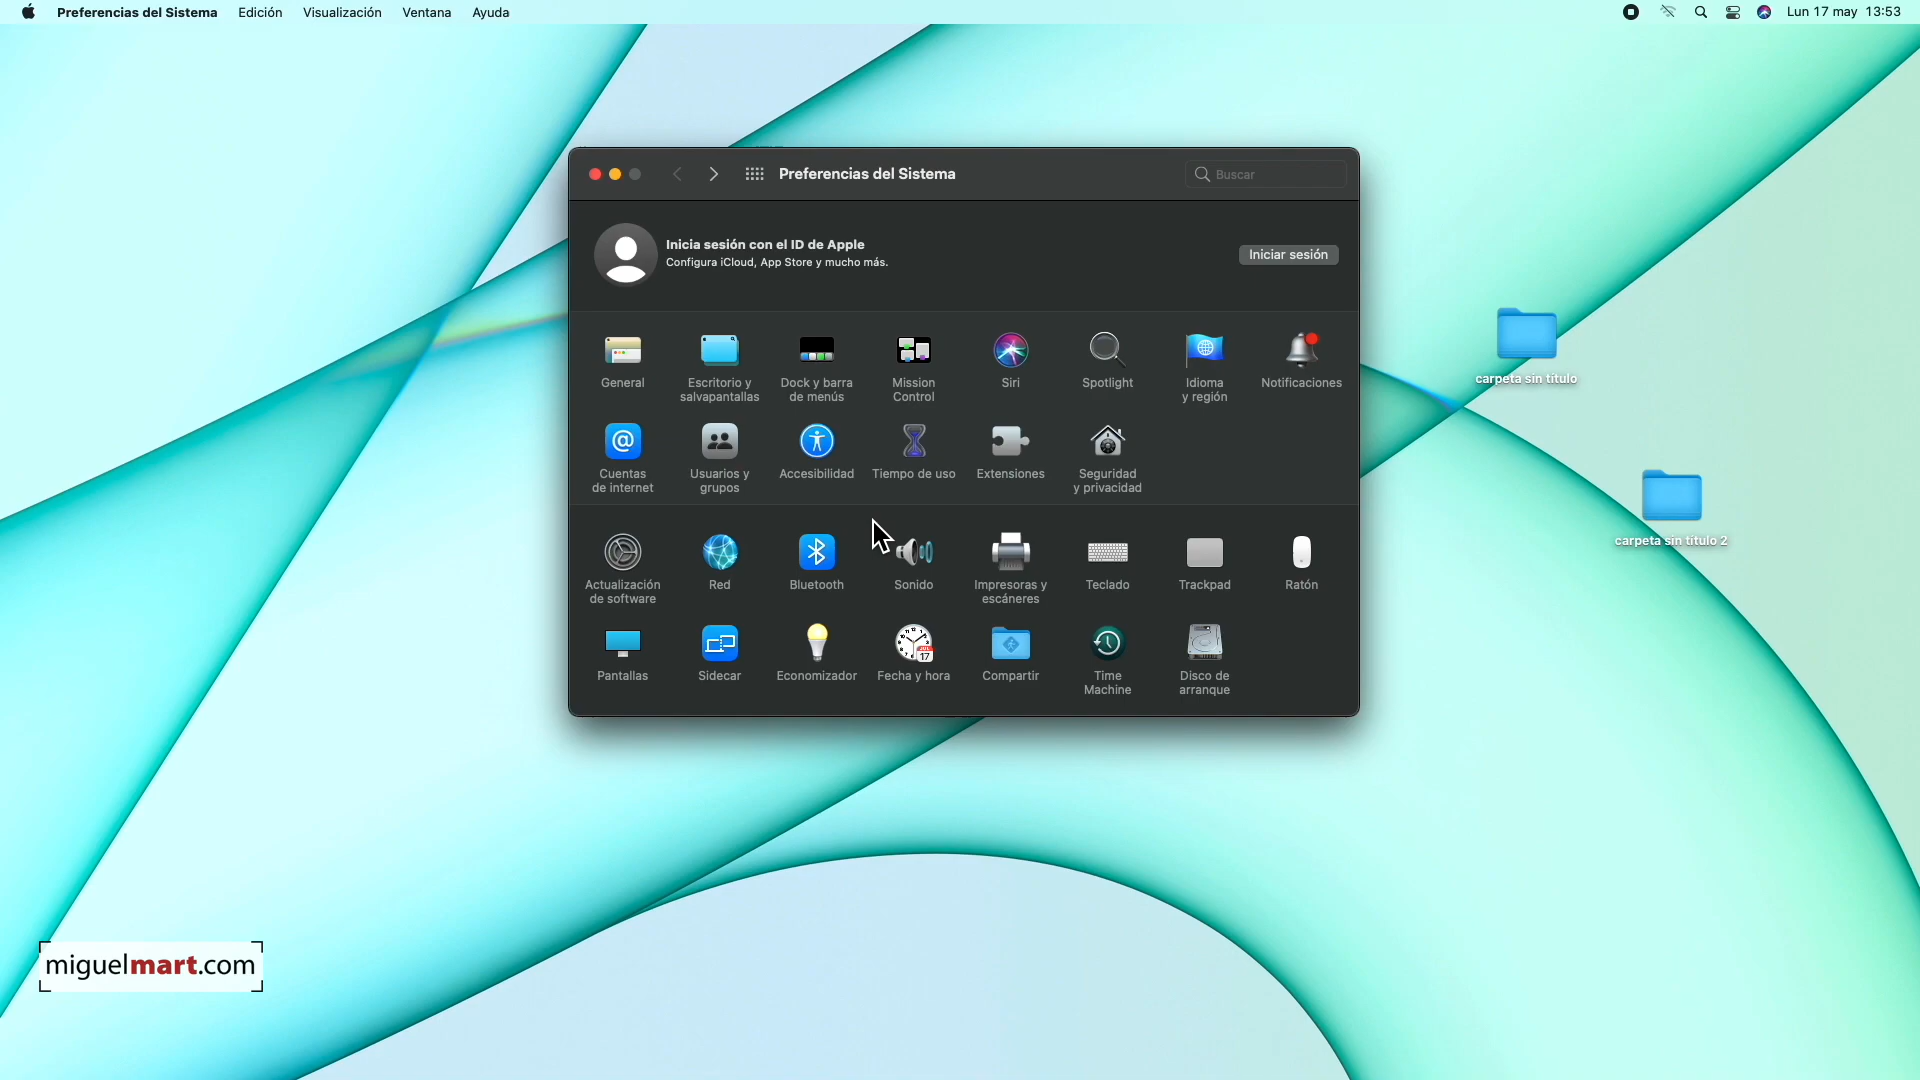 Preferencias del Sistema Edición Visualización Ventana Ayuda Lun 17 may 13:53
Preferencias del Sistema
Buscar
Inicia sesión con el ID de Apple
Configura iCloud, App Store y mucho más.
Iniciar sesión
General
Escritorio y
salvapantallas
Dock y barra
de menús
Mission
Control
Siri
Spotlight
Idioma
y región
Notificaciones
Cuentas
de internet
Usuarios y
grupos
Accesibilidad
Tiempo de uso
Extensiones
Seguridad
y privacidad
Actualización
de software
Red
Bluetooth
Sonido
Impresoras y
escáneres
Teclado
Trackpad
Ratón
Pantallas
Sidecar
Economizador
JUL
17
Fecha y hora
Compartir
Time
Machine
Disco de
arranque
carpeta sin título
carpeta sin título 2
miguelmart.com